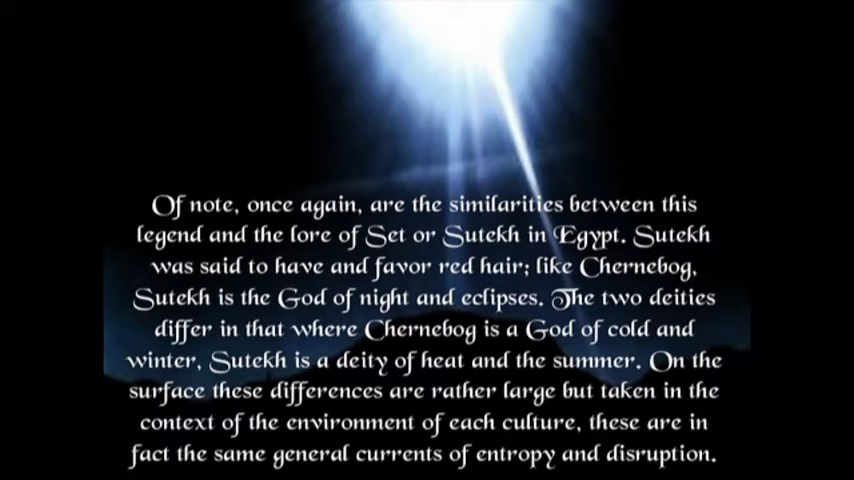 Of note, once again, are the similarities between this
legend and the lore of Set or Sutekh in Egypt. Sutekh
was said to have and favor red hair; like Chernebog,
Sutekh is the God of night and eclipses. The two deities
differ in that where Chernebog is a God of cold and
winter, Sutekh is a deity of heat and the summer. On the
surface these differences are rather large but taken in the
context of the environment of each culture, these are in
fact the same general currents of entropy and disruption.